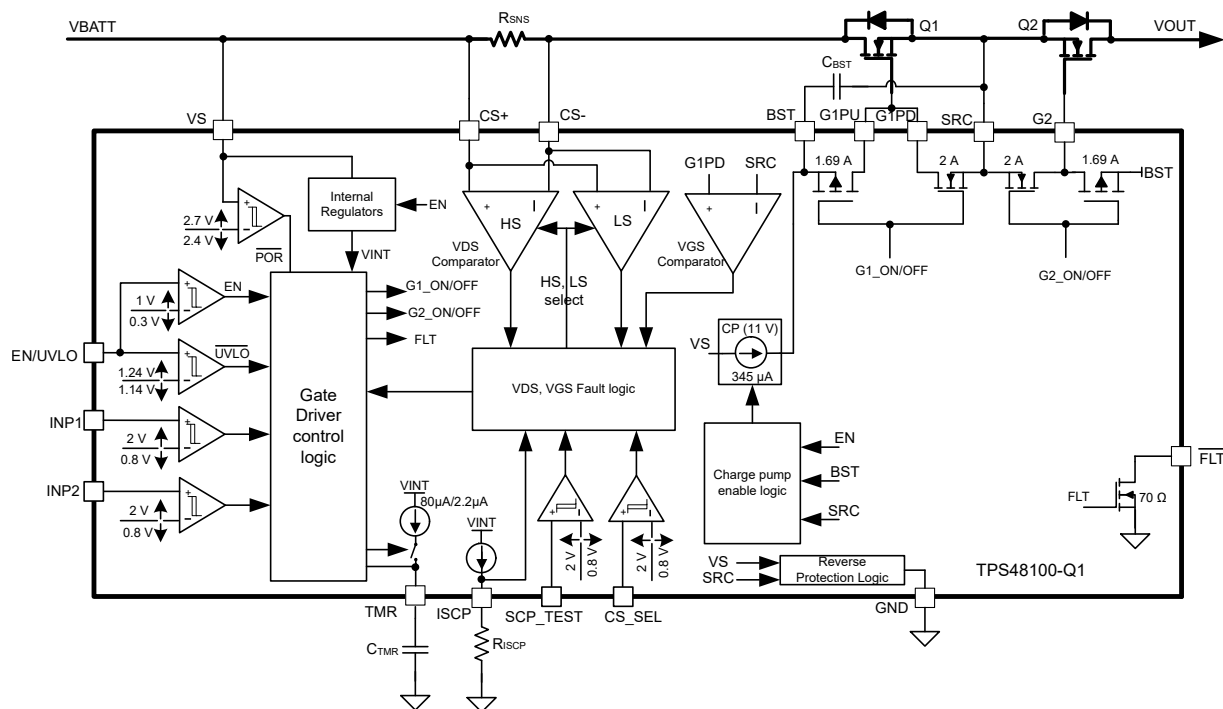 VBATT
RSNS
Q1
Q2
VOUT
CBST
VS
CS+
CS-
BST
G1PU
G1PD
SRC
G2
1.69 A
2 A
2 A
1.69 A
BST
G1PD
SRC
Internal
Regulators
EN
2.7 V
2.4 V
POR
VINT
HS
LS
VDS
Comparator
VGS
Comparator
G1_ON/OFF
G2_ON/OFF
HS, LS
select
EN
1 V
0.3 V
G1_ON/OFF
G2_ON/OFF
FLT
CP (11 V)
VS
345 µA
EN/UVLO
UVLO
1.24 V
1.14 V
VDS, VGS Fault logic
Gate
Driver
control
logic
INP1
2 V
0.8 V
INP2
2 V
0.8 V
Charge pump
enable logic
EN
BST
SRC
FLT
FLT
70 Ω
VINT
80µA/2.2µA
VINT
2 V
0.8 V
2 V
0.8 V
VS
SRC
Reverse
Protection Logic
TPS48100-Q1
TMR
ISCP
SCP_TEST
CS_SEL
GND
CTMR
RISCP